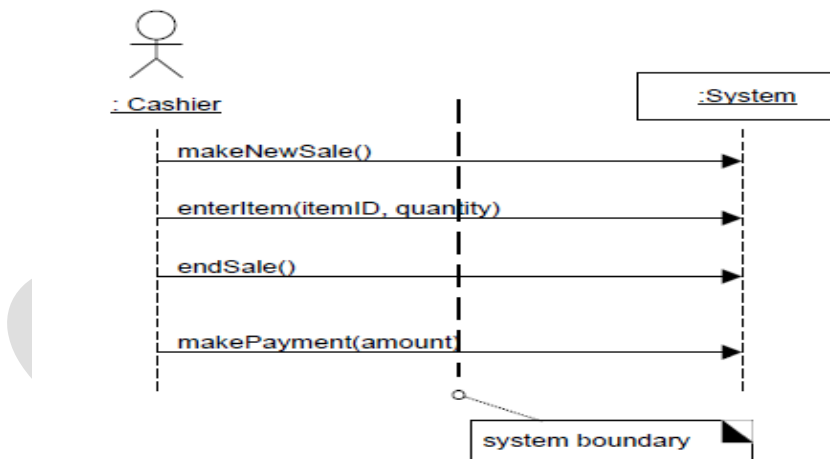 : Cashier
:System
makeNewSale()
enterItem(itemID, quantity)
endSale()
makePayment(amount)
system boundary